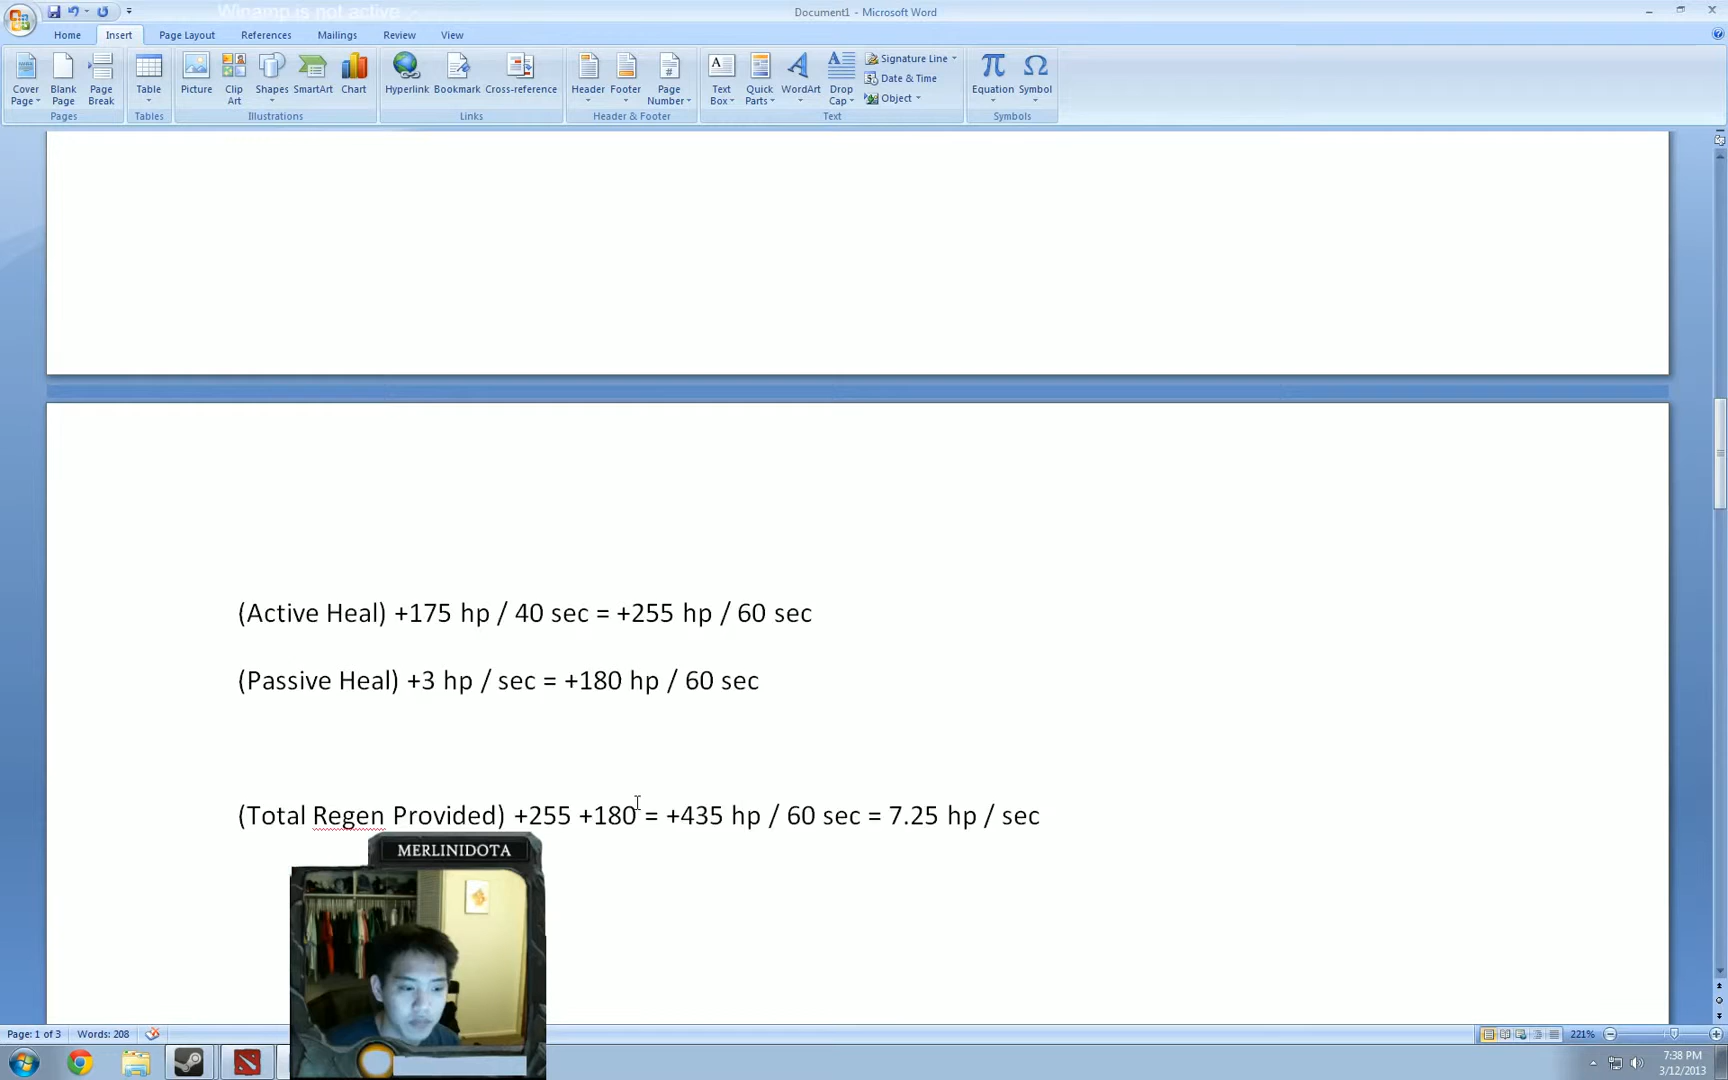 Winamp is not active
Document1 - Microsoft Word
Home Insert Page Layout References Mailings Review View
Cover Page Blank Page Page Break
Pages
Table
Tables
Picture Clip Art Shapes SmartArt Chart
Illustrations
Hyperlink Bookmark Cross-reference
Links
Header Footer Page Number
Header & Footer
Text Box Quick Parts WordArt Drop Cap
Signature Line
Date & Time
Object
Text
Equation Symbol
Symbols
(Active Heal) +175 hp / 40 sec = +255 hp / 60 sec
(Passive Heal) +3 hp / sec = +180 hp / 60 sec
(Total Regen Provided) +255 +180 = +435 hp / 60 sec = 7.25 hp / sec
MERLINIDOTA
Page: 1 of 3 Words: 208
221%
7:38 PM
3/12/2013